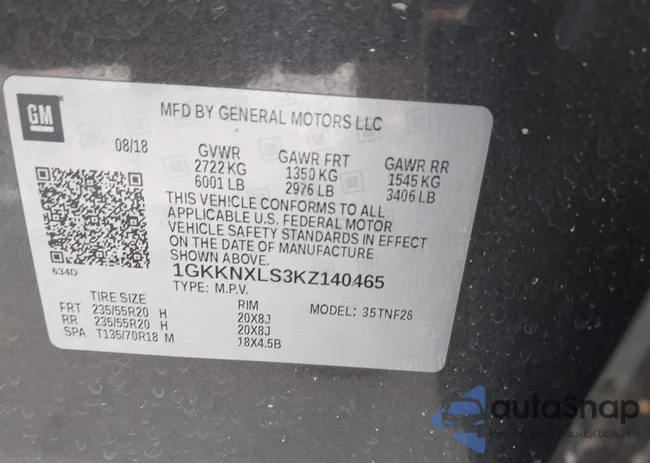 GM
MFD BY GENERAL MOTORS LLC
08/18
GVWR GAWR FRT GAWR RR
2722 KG 1350 KG 1545 KG
6001 LB 2976 LB 3406 LB
THIS VEHICLE CONFORMS TO ALL
APPLICABLE U.S. FEDERAL MOTOR
VEHICLE SAFETY STANDARDS IN EFFECT
ON THE DATE OF MANUFACTURE
SHOWN ABOVE.
634D
1GKKNXLS3KZ140465
TYPE: M.P.V.
MODEL: 35TNF26
TIRE SIZE RIM
FRT 235/55R20 H 20X8J
RR 235/55R20 H 20X8J
SPA T135/70R18 M 18X4.5B
autoSnap